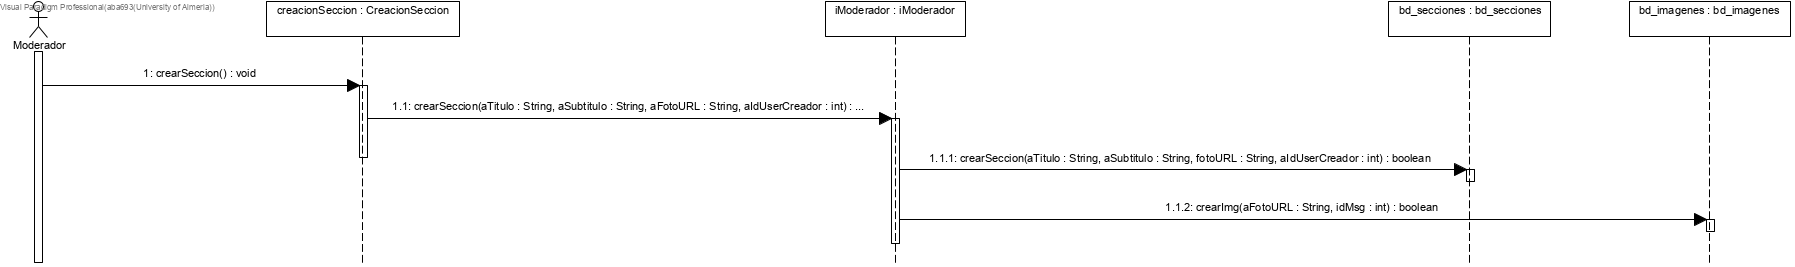 Visual Paradigm Professional(aba693(University of Almeria))
Moderador
creacionSeccion : CreacionSeccion
iModerador : iModerador
bd_secciones : bd_secciones
bd_imagenes : bd_imagenes
1: crearSeccion() : void
1.1: crearSeccion(aTitulo : String, aSubtitulo : String, aFotoURL : String, aIdUserCreador : int) : ...
1.1.1: crearSeccion(aTitulo : String, aSubtitulo : String, fotoURL : String, aIdUserCreador : int) : boolean
1.1.2: crearImg(aFotoURL : String, idMsg : int) : boolean